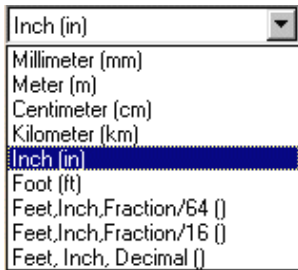 Inch (in)
Millimeter (mm)
Meter (m)
Centimeter (cm)
Kilometer (km)
Inch (in)
Foot (ft)
Feet,Inch,Fraction/64 ()
Feet,Inch,Fraction/16 ()
Feet, Inch, Decimal ()